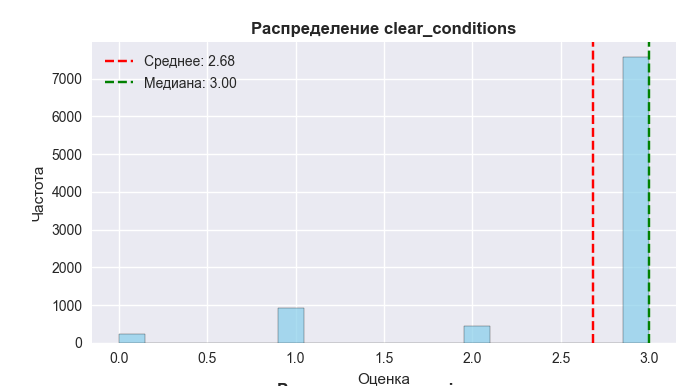 Распределение clear_conditions
Среднее: 2.68
Медиана: 3.00
Частота
7000
6000
5000
4000
3000
2000
1000
0
0.0 0.5 1.0 1.5 2.0 2.5 3.0
Оценка